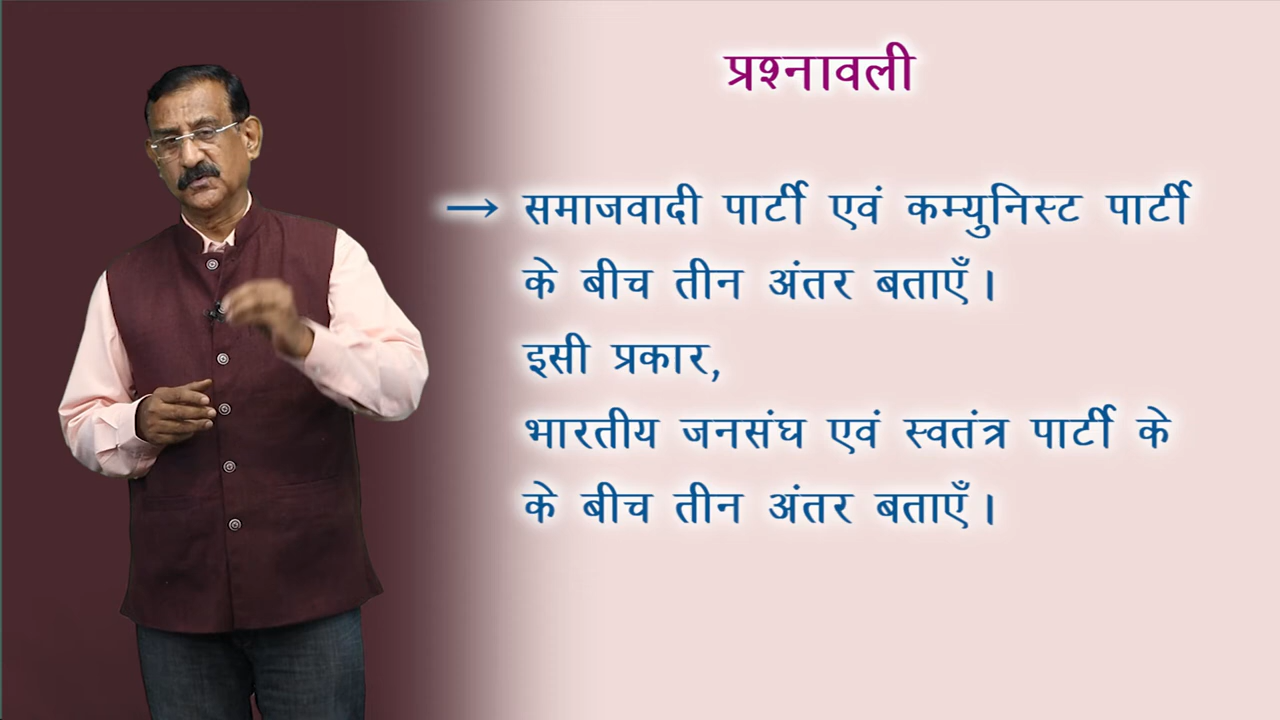 प्रश्नावली
→ समाजवादी पार्टी एवं कम्युनिस्ट पार्टी
के बीच तीन अंतर बताएँ।
इसी प्रकार,
भारतीय जनसंघ एवं स्वतंत्र पार्टी के
के बीच तीन अंतर बताएँ।